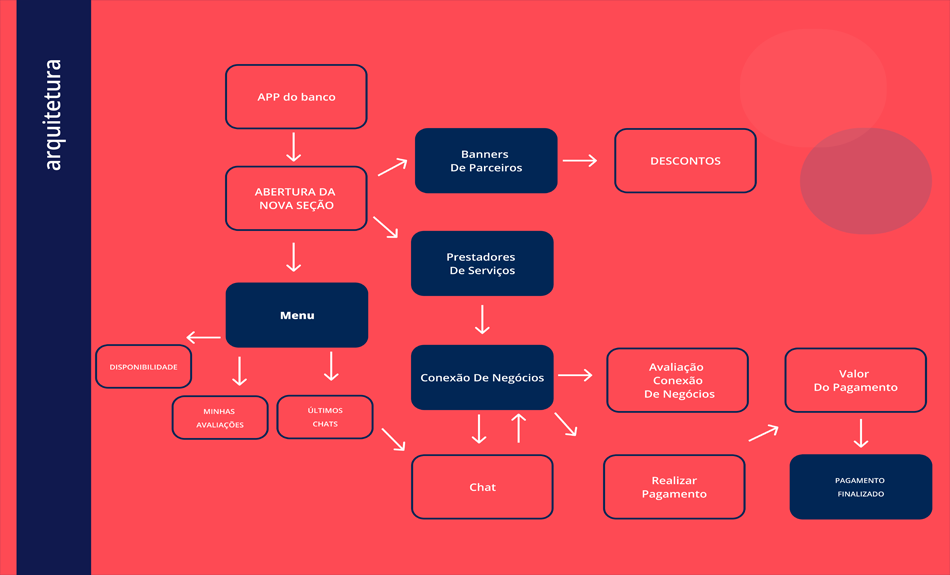 arquitetura
APP do banco
ABERTURA DA
NOVA SEÇÃO
Banners
De Parceiros
DESCONTOS
Prestadores
De Serviços
Menu
DISPONIBILIDADE
MINHAS
AVALIAÇÕES
ÚLTIMOS
CHATS
Conexão De Negócios
Avaliação
Conexão
De Negócios
Valor
Do Pagamento
Chat
Realizar
Pagamento
PAGAMENTO
FINALIZADO